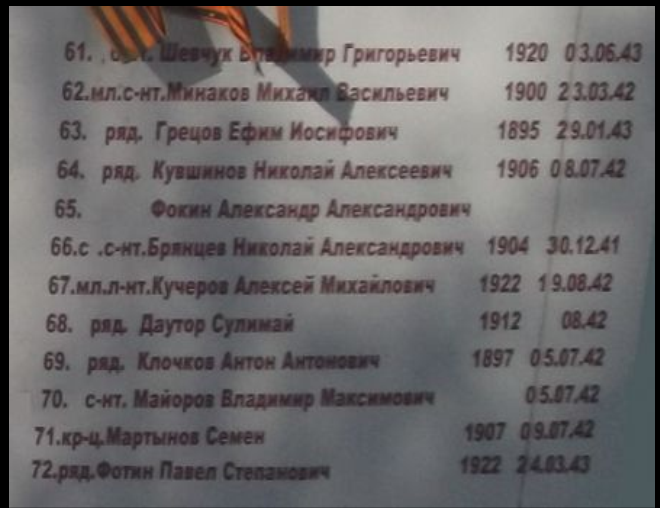 61. Шевчук Владимир Григорьевич 1920 03.06.43
62.мл.с-нт.Минаков Михаил Васильевич 1900 23.03.42
63. ряд. Грецов Ефим Иосифович 1895 29.01.43
64. ряд. Кувшинов Николай Алексеевич 1906 08.07.42
65. Фокин Александр Александрович
66.с .с-нт.Брянцев Николай Александрович 1904 30.12.41
67.мл.л-нт.Кучеров Алексей Михайлович 1922 19.08.42
68. ряд. Даутор Сулимай 1912 08.42
69. ряд. Клочков Антон Антонович 1897 05.07.42
70. с-нт. Майоров Владимир Максимович 05.07.42
71.кр-ц.Мартынов Семен 1907 09.07.42
72.ряд.Фотин Павел Степанович 1922 24.03.43